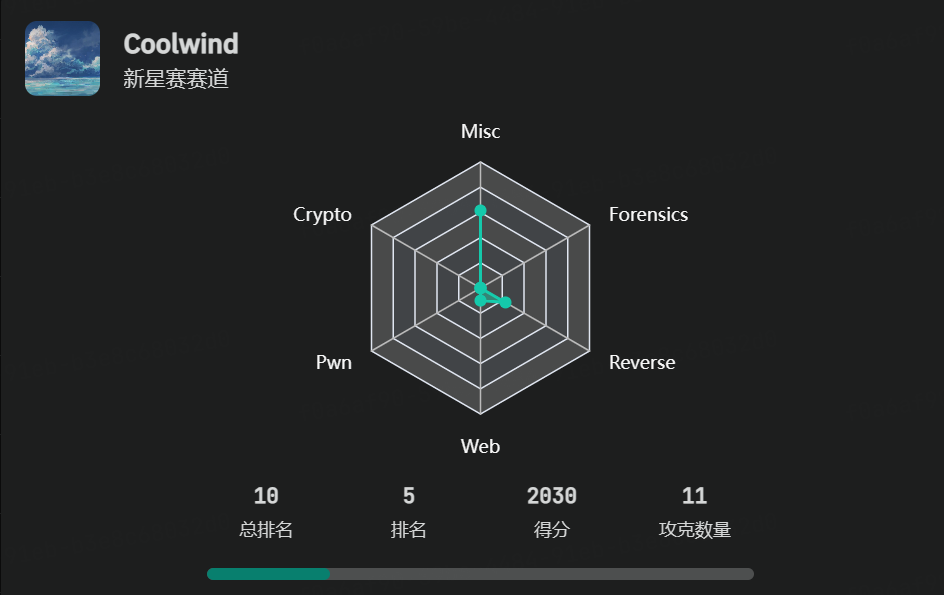 Coolwind
新星赛赛道
Misc
Crypto
Forensics
Pwn
Reverse
Web
10
5
2030
11
总排名
排名
得分
攻克数量